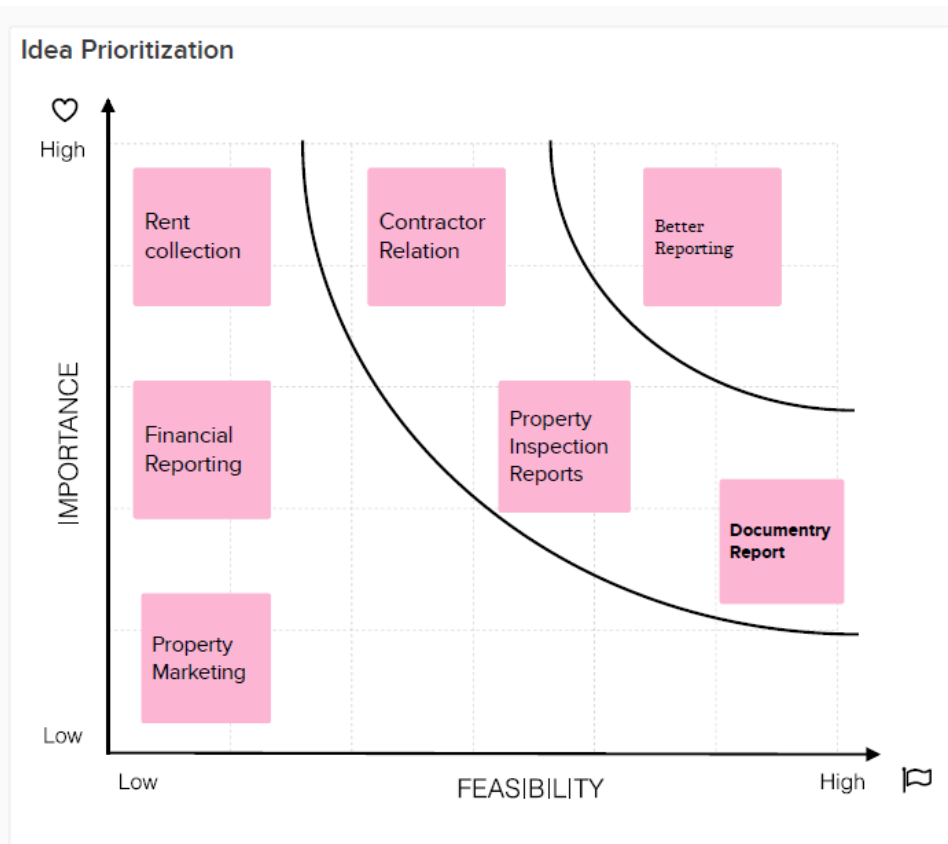 Idea Prioritization
High
Rent
collection
Contractor
Relation
Better
Reporting
IMPORTANCE
Financial
Reporting
Property
Inspection
Reports
Documentry
Report
Property
Marketing
Low
Low
FEASIBILITY
High